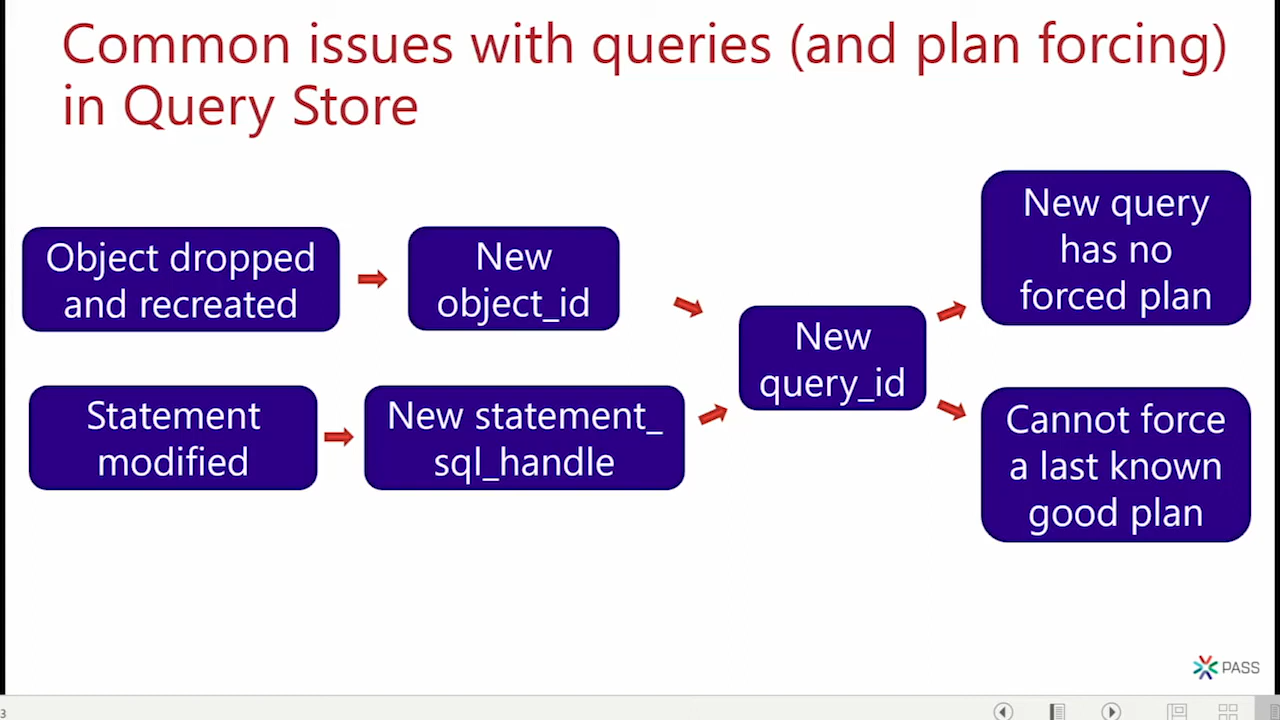 Common issues with queries (and plan forcing)
in Query Store
Object dropped
and recreated
New
object_id
Statement
modified
New statement_
sql_handle
New
query_id
New query
has no
forced plan
Cannot force
a last known
good plan
PASS
3